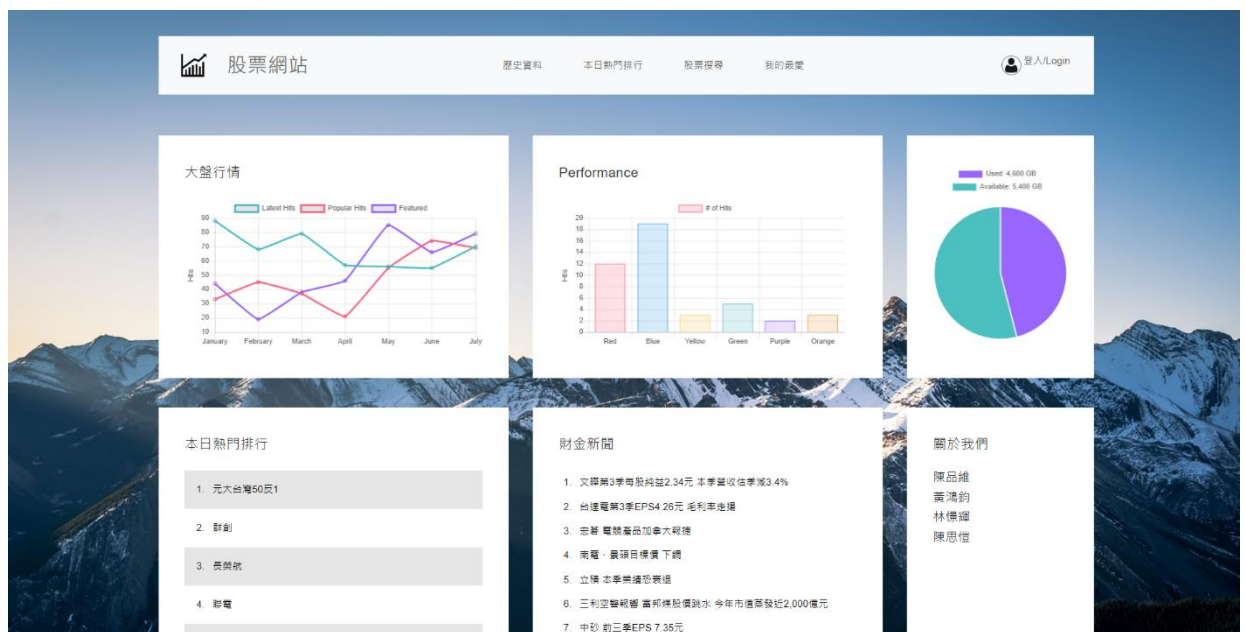 股票網站
歷史資料 本日熱門排行 股票搜尋 我的最愛
登入/Login
大盤行情
Latest Hits Popular Hits Featured
Hits
90
80
70
60
50
40
30
20
10
January February March April May June July
Performance
# of Hits
Hits
20
18
16
14
12
10
8
6
4
2
0
Red Blue Yellow Green Purple Orange
Used: 4,600 GB
Available: 5,400 GB
本日熱門排行
1. 元大台灣50反1
2. 群創
3. 長榮航
4. 聯電
財金新聞
1. 文曄第3季每股純益2.34元 本季營收估季減3.4%
2. 台達電第3季EPS4.26元 毛利率走揚
3. 宏碁 電競產品加拿大報捷
4. 南電、景碩目標價 下調
5. 立積 本季業績恐衰退
6. 三利空聲報響 富邦媒股價跳水 今年市值蒸發近2,000億元
7. 中砂 前三季EPS 7.35元
關於我們
陳品維
黃鴻鈞
林憬輝
陳思愷